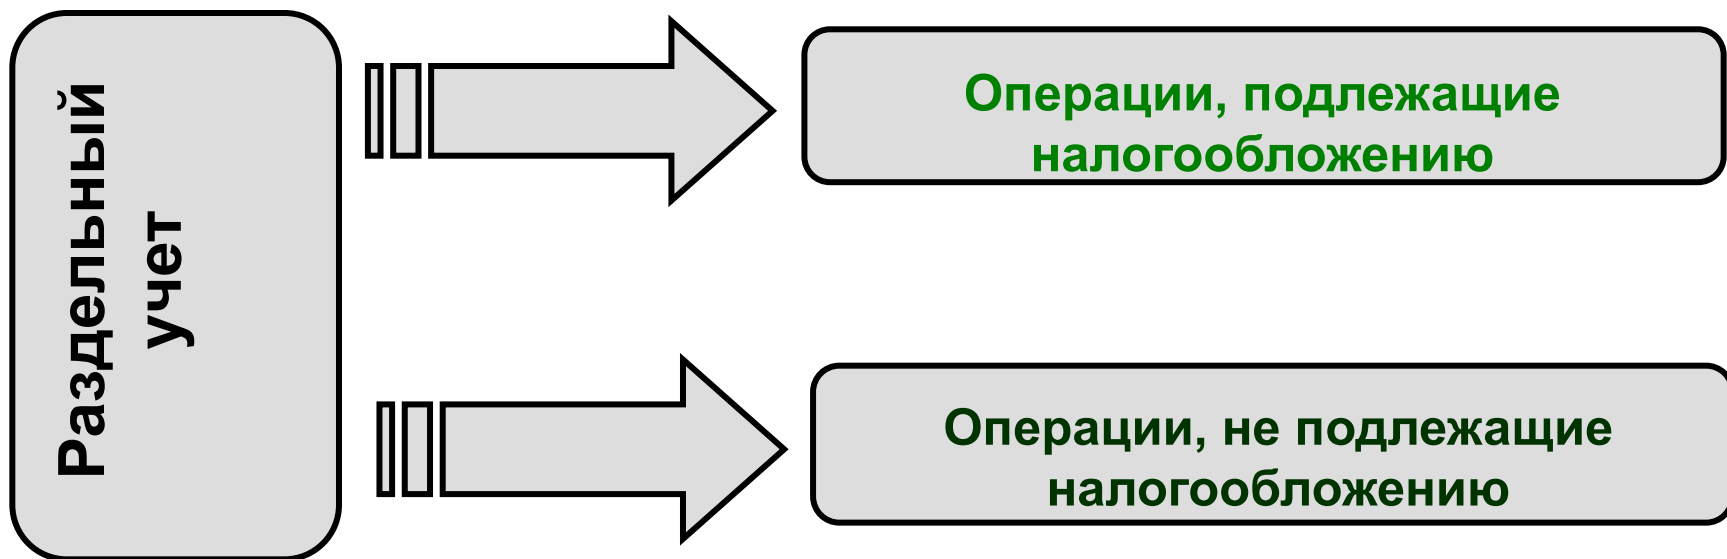 Раздельный
учет
Операции, подлежащие
налогообложению
Операции, не подлежащие
налогообложению